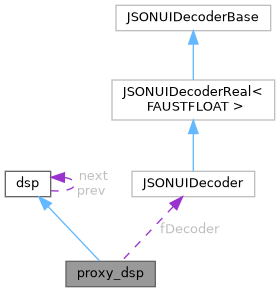 JSONUIDecoderBase
JSONUIDecoderReal<
FAUSTFLOAT >
dsp
next
prev
JSONUIDecoder
fDecoder
proxy_dsp